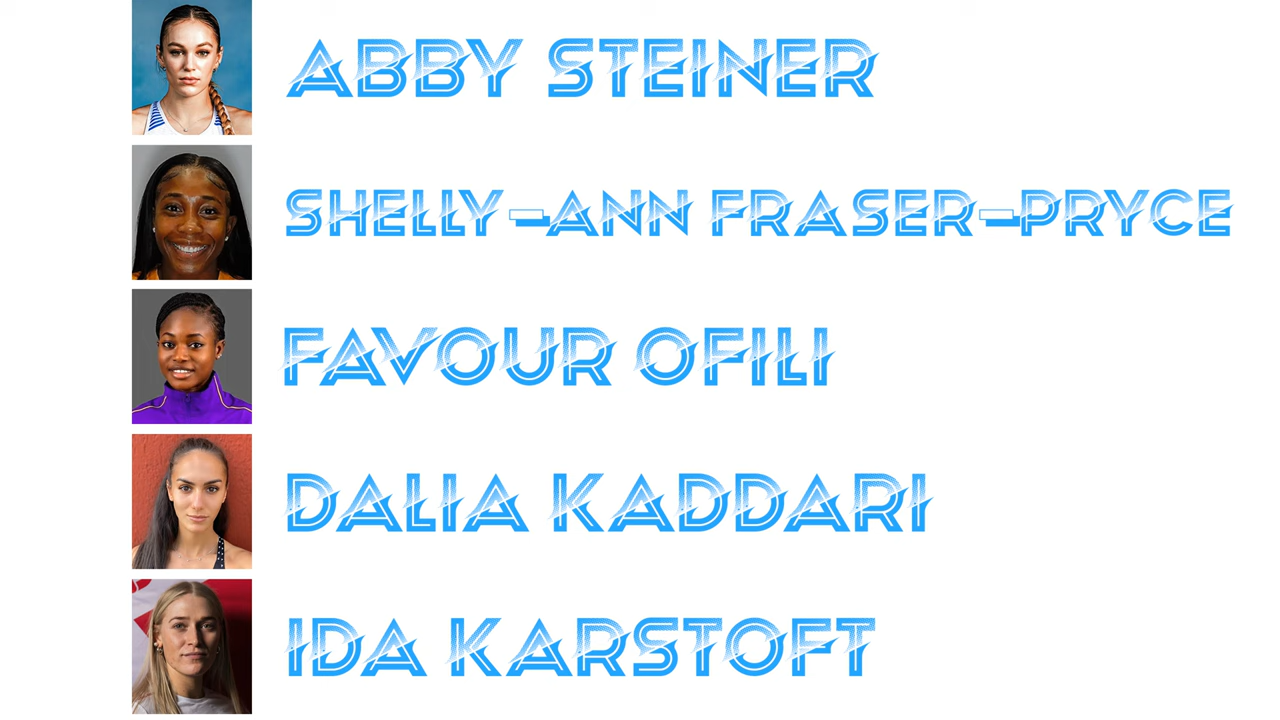 ABBY STEINER
SHELLY-ANN FRASER-PRYCE
FAVOUR OFILI
DALIA KADDARI
IDA KARSTOFT